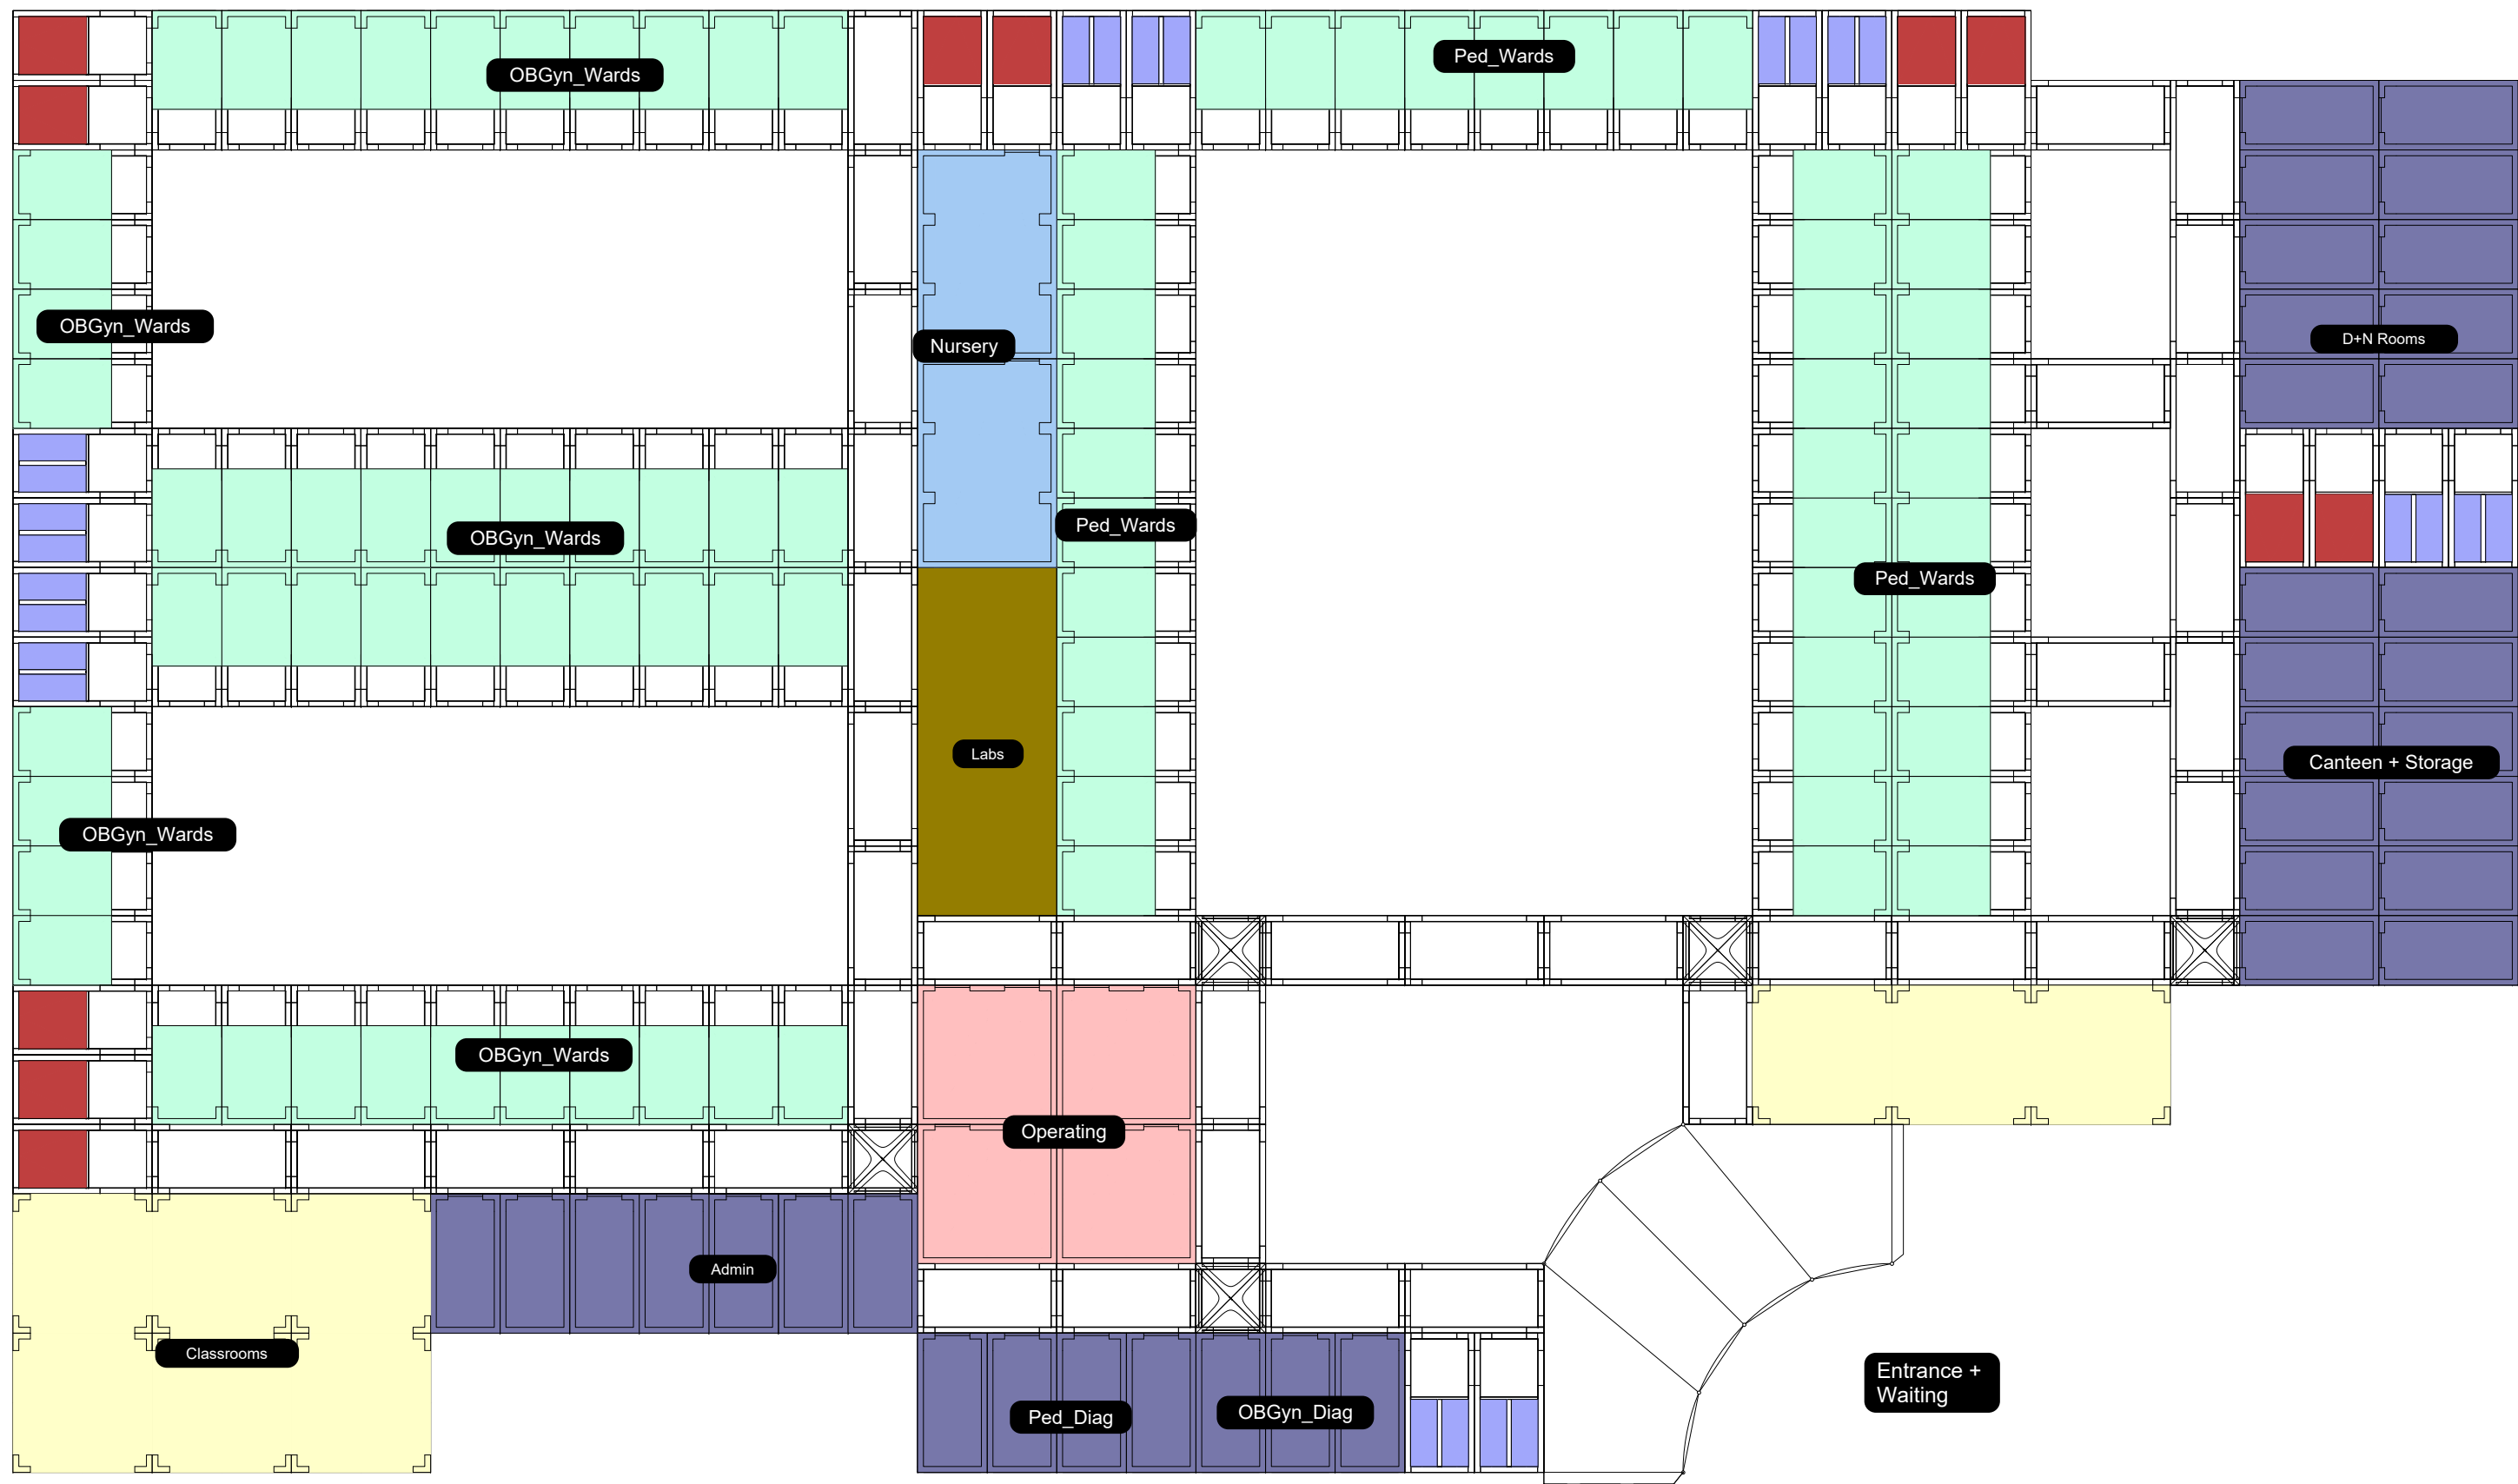 Ped_Wards
OBGyn_Wards
OBGyn_Wards
D+N Rooms
Nursery
Ped_Wards
OBGyn_Wards
Ped_Wards
Labs
Canteen + Storage
OBGyn_Wards
OBGyn_Wards
Operating
Admin
Classrooms
Entrance +
Waiting
OBGyn_Diag
Ped_Diag